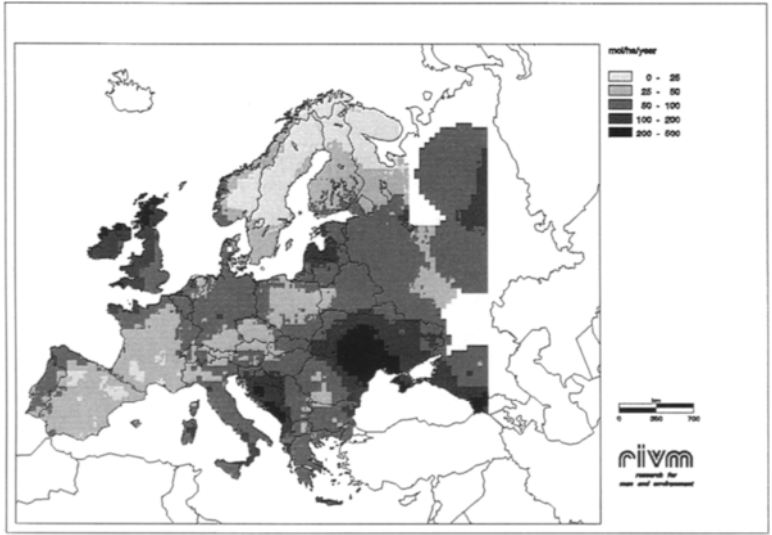 mol/ha/year
0 - 25
25 - 50
50 - 100
100 - 200
200 - 500
km
0 350 700
rivm
research for
man and environment